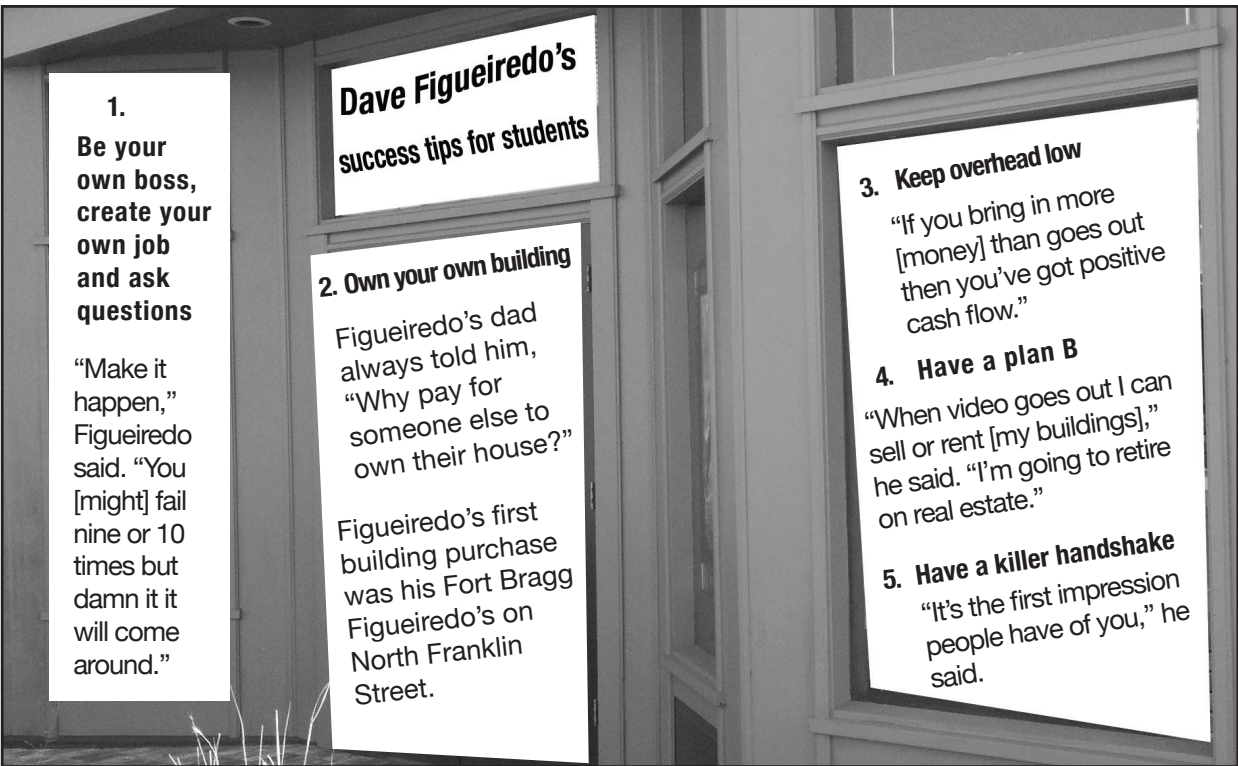 Dave Figueiredo’s
success tips for students
1.
Be your
own boss,
create your
own job
and ask
questions
“Make it
happen,”
Figueiredo
said. “You
[might] fail
nine or 10
times but
damn it it
will come
around.”
2. Own your own building
Figueiredo’s dad
always told him,
“Why pay for
someone else to
own their house?”
Figueiredo’s first
building purchase
was his Fort Bragg
Figueiredo’s on
North Franklin
Street.
3. Keep overhead low
“If you bring in more
[money] than goes out
then you’ve got positive
cash flow.”
4. Have a plan B
“When video goes out I can
sell or rent [my buildings],”
he said. “I’m going to retire
on real estate.”
5. Have a killer handshake
“It’s the first impression
people have of you,” he
said.